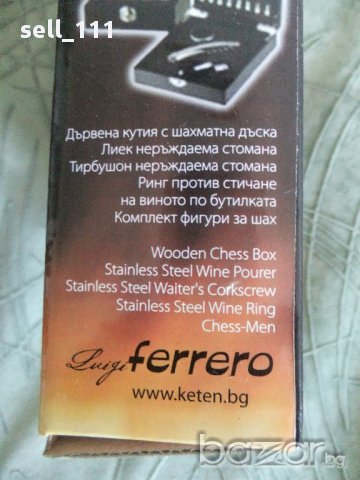 sell_111
Дървена кутия с шахматна дъска
Лиек неръждаема стомана
Тирбушон неръждаема стомана
Ринг против стичане
на виното по бутилката
Комплект фигури за шах
Wooden Chess Box
Stainless Steel Wine Pourer
Stainless Steel Waiter's Corkscrew
Stainless Steel Wine Ring
Chess-Men
Luigi ferrero
www.keten.bg
bazar.bg